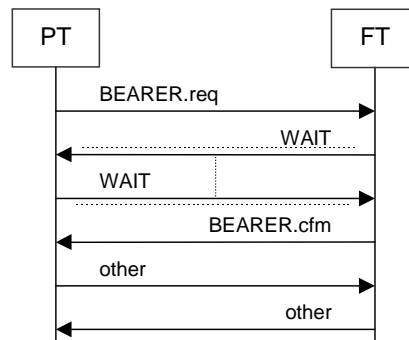 PT FT
BEARER.req
WAIT
WAIT
BEARER.cfm
other
other